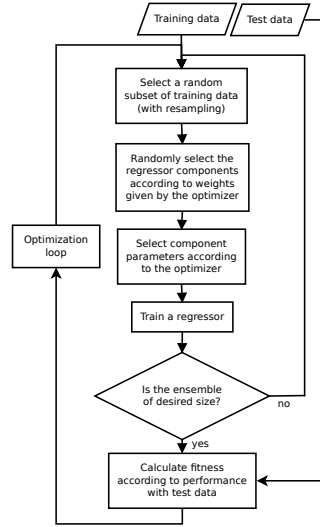 Training data
Test data
Select a random
subset of training data
(with resampling)
Randomly select the
regressor components
according to weights
given by the optimizer
Optimization
loop
Select component
parameters according
to the optimizer
Train a regressor
Is the ensemble
of desired size?
no
yes
Calculate fitness
according to performance
with test data